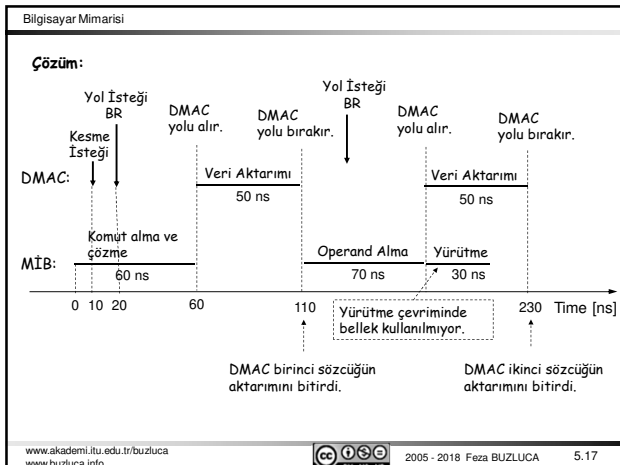 Bilgisayar Mimarisi
Çözüm:
Yol İsteği
BR
Kesme
İsteği
DMAC
yolu alır.
DMAC
yolu bırakır.
Yol İsteği
BR
DMAC
yolu alır.
DMAC
yolu bırakır.
DMAC:
Veri Aktarımı
50 ns
Veri Aktarımı
50 ns
MİB:
Komut alma ve
çözme
60 ns
Operand Alma
70 ns
Yürütme
30 ns
0 10 20 60 110 230 Time [ns]
Yürütme çevriminde
bellek kullanılmıyor.
DMAC birinci sözcüğün
aktarımını bitirdi.
DMAC ikinci sözcüğün
aktarımını bitirdi.
www.akademi.itu.edu.tr/buzluca
www.buzluca.info
2005 - 2018 Feza BUZLUCA 5.17